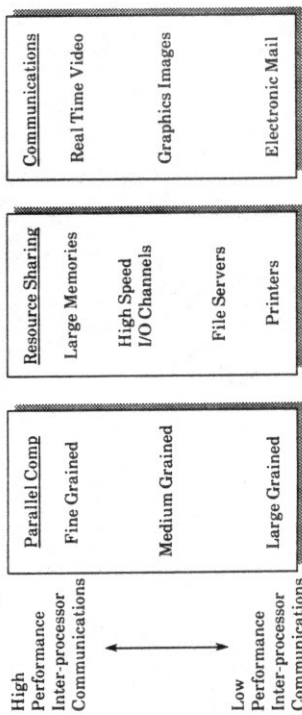 High
Performance
Inter-processor
Communications
Low
Performance
Inter-processor
Communications
Parallel Comp
Fine Grained
Medium Grained
Large Grained
Resource Sharing
Large Memories
High Speed
I/O Channels
File Servers
Printers
Communications
Real Time Video
Graphics Images
Electronic Mail